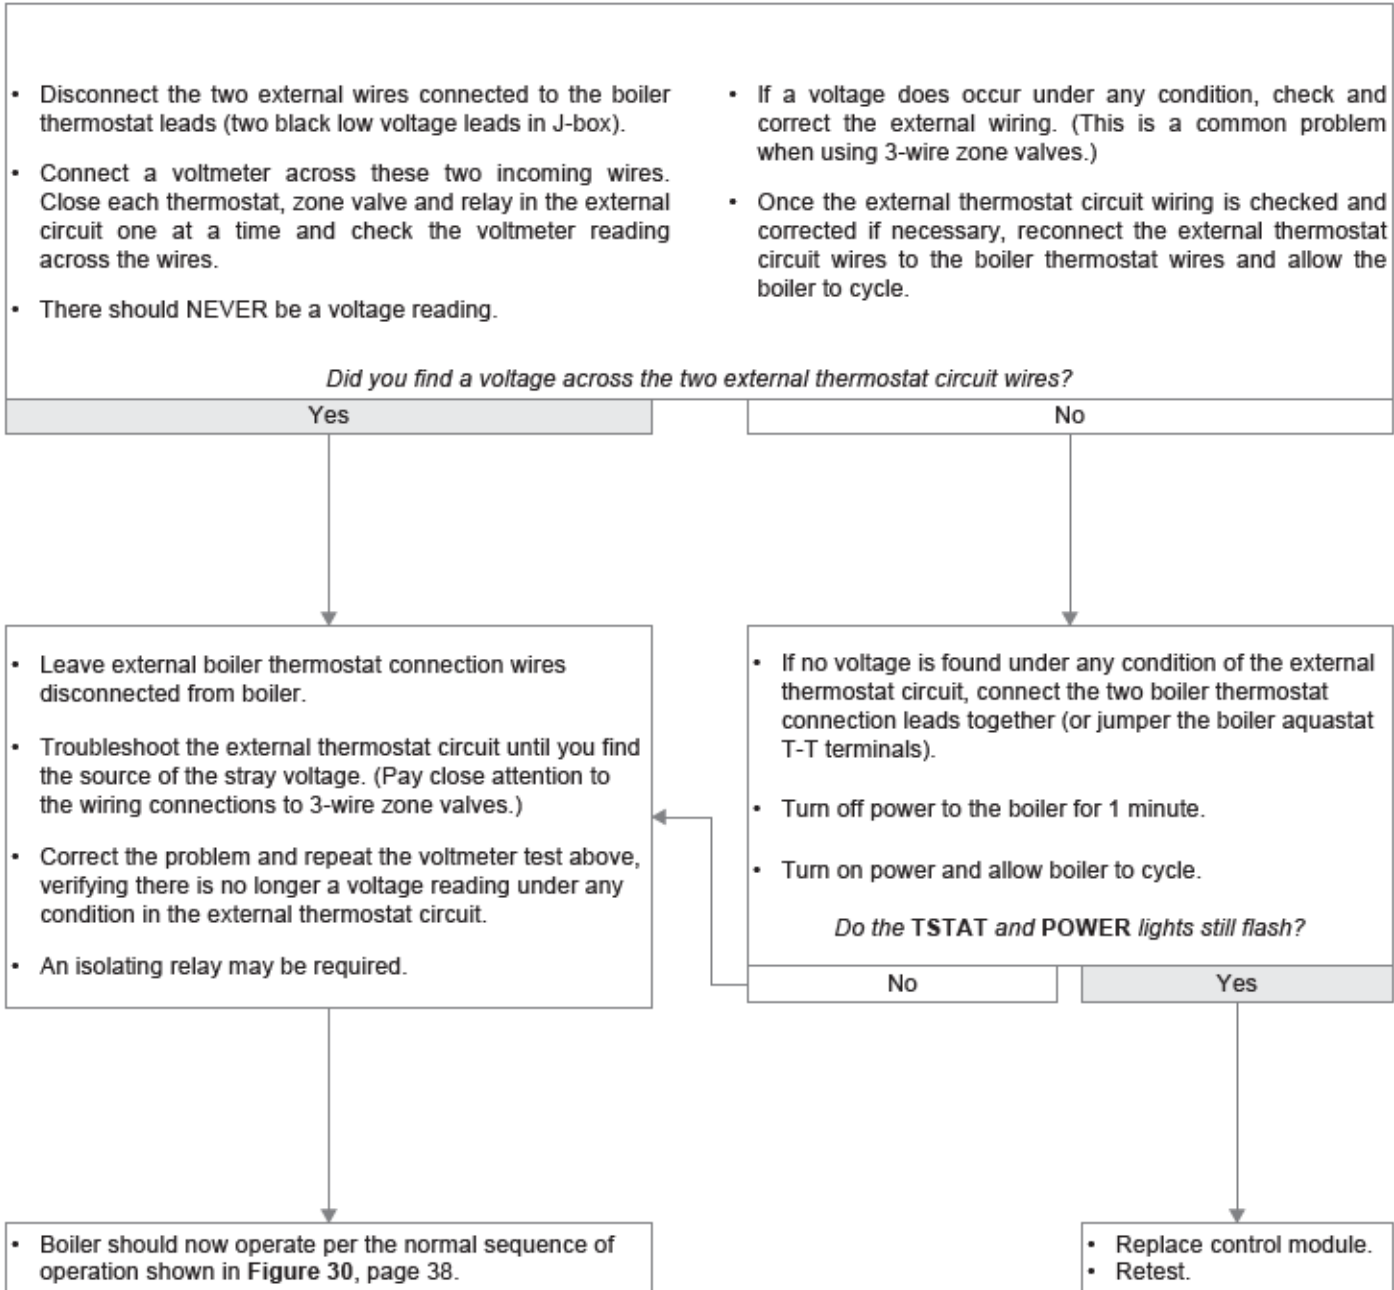 • Disconnect the two external wires connected to the boiler
thermostat leads (two black low voltage leads in J-box).
• Connect a voltmeter across these two incoming wires.
Close each thermostat, zone valve and relay in the external
circuit one at a time and check the voltmeter reading
across the wires.
• There should NEVER be a voltage reading.
• If a voltage does occur under any condition, check and
correct the external wiring. (This is a common problem
when using 3-wire zone valves.)
• Once the external thermostat circuit wiring is checked and
corrected if necessary, reconnect the external thermostat
circuit wires to the boiler thermostat wires and allow the
boiler to cycle.
Did you find a voltage across the two external thermostat circuit wires?
Yes
No
• Leave external boiler thermostat connection wires
disconnected from boiler.
• Troubleshoot the external thermostat circuit until you find
the source of the stray voltage. (Pay close attention to
the wiring connections to 3-wire zone valves.)
• Correct the problem and repeat the voltmeter test above,
verifying there is no longer a voltage reading under any
condition in the external thermostat circuit.
• An isolating relay may be required.
• If no voltage is found under any condition of the external
thermostat circuit, connect the two boiler thermostat
connection leads together (or jumper the boiler aquastat
T-T terminals).
• Turn off power to the boiler for 1 minute.
• Turn on power and allow boiler to cycle.
Do the TSTAT and POWER lights still flash?
No
Yes
• Boiler should now operate per the normal sequence of
operation shown in Figure 30, page 38.
• Replace control module.
• Retest.